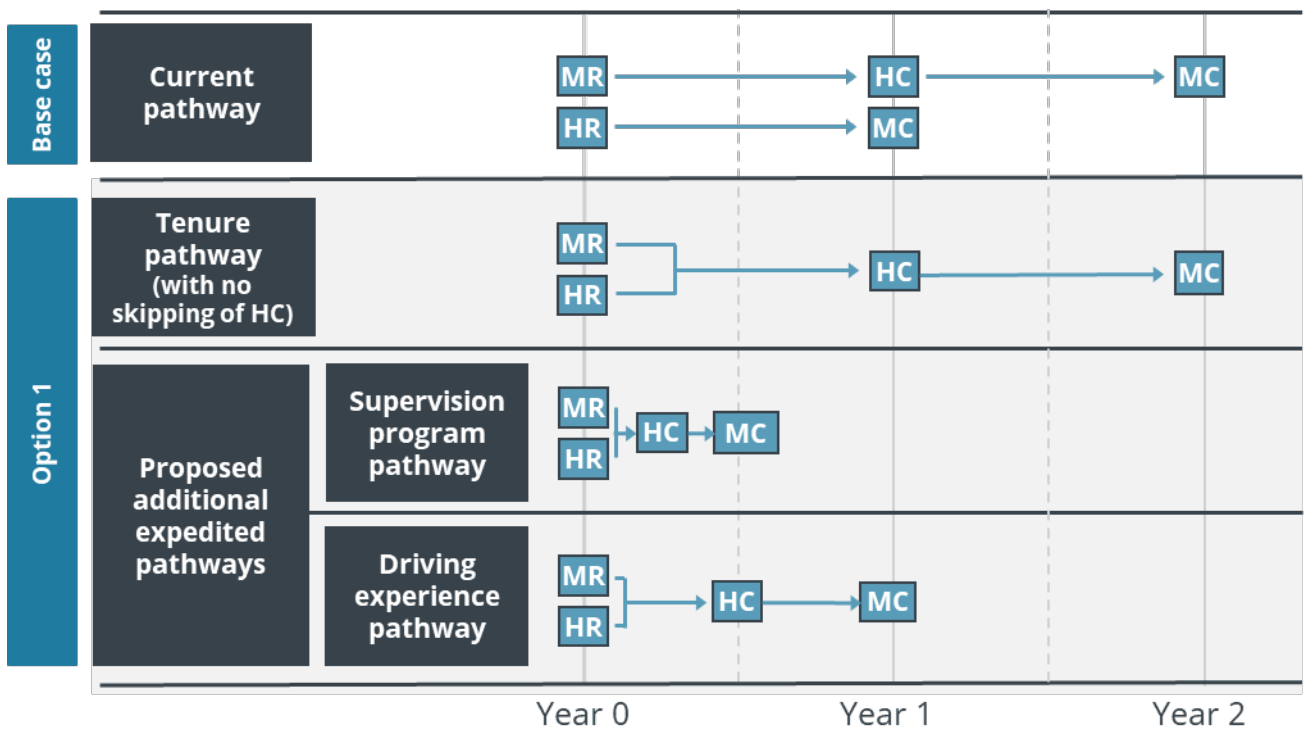 Base case
Current
pathway
MR
HC
MC
HR
MC
Option 1
Tenure
pathway
(with no
skipping of HC)
MR
HR
HC
MC
Proposed
additional
expedited
pathways
Supervision
program
pathway
MR
HR
HC
MC
Driving
experience
pathway
MR
HR
HC
MC
Year 0
Year 1
Year 2